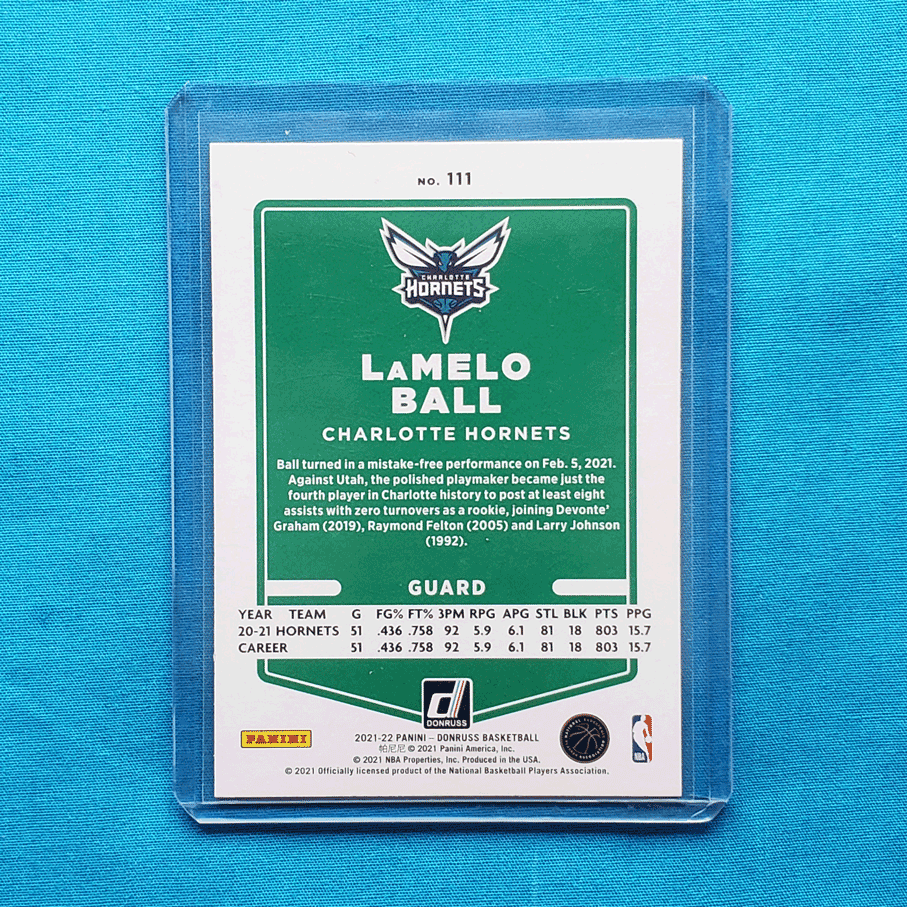 NO. 111
CHARLOTTE
HORNETS
LAMELO
BALL
CHARLOTTE HORNETS
Ball turned in a mistake-free performance on Feb. 5, 2021.
Against Utah, the polished playmaker became just the
fourth player in Charlotte history to post at least eight
assists with zero turnovers as a rookie, joining Devonte'
Graham (2019), Raymond Felton (2005) and Larry Johnson
(1992).
GUARD
YEAR TEAM G FG% FT% 3PM RPG APG STL BLK PTS PPG
20-21 HORNETS 51 .436 .758 92 5.9 6.1 81 18 803 15.7
CAREER 51 .436 .758 92 5.9 6.1 81 18 803 15.7
d
DONRUSS
PANINI
2021-22 PANINI – DONRUSS BASKETBALL
帕尼尼 © 2021 Panini America, Inc.
© 2021 NBA Properties, Inc. Produced in the USA.
© 2021 Officially licensed product of the National Basketball Players Association.
NATIONAL BASKETBALL PLAYERS ASSOCIATION
NBA